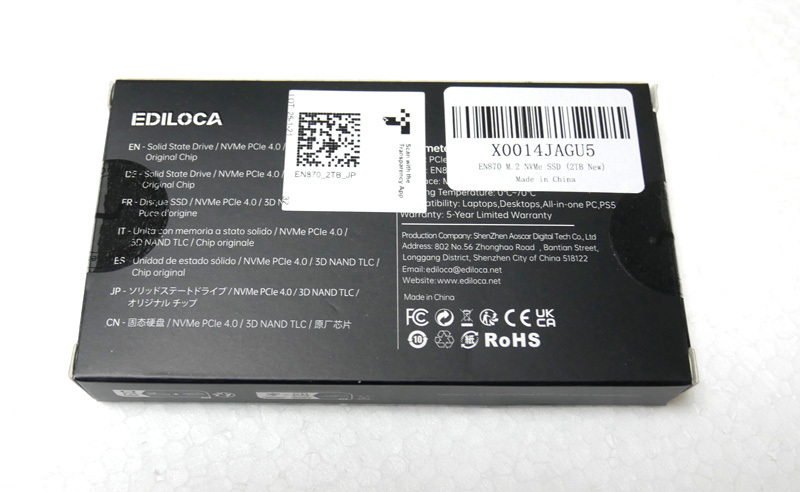 EDILOCA
EN - Solid State Drive / NVMe PCIe 4.0 /
Original Chip
- Solid State Drive / NVMe PCIe 4.0 /
Original Chip
FR - Disque SSD / NVMe PCIe 4.0 / 3D N
Puce d'origine
IT - Unità con memoria a stato solido / NVMe PCIe 4.0 /
3D NAND TLC / Chip originale
ES - Unidad de estado sólido / NVMe PCIe 4.0 / 3D NAND TLC /
Chip originale
JP - ソリッドステートドライブ / NVMe PCIe 4.0 / 3D NAND TLC /
オリジナル チップ
CN - 固态硬盘 / NVMe PCIe 4.0 / 3D NAND TLC / 原厂芯片
EN870_2TB_JP
Scan with the
Transparency App
X0014JAGU5
EN870 M.2 NVMe SSD (2TB New)
Made in China
ing Temperature: 0°C~70°C
atibility: Laptops,Desktops,All-in-one PC,PS5
Warranty: 5-Year Limited Warranty
Production Company: ShenZhen Aoscar Digital Tech Co., Ltd
Address: 802 No.56 Zhonghao Road , Bantian Street,
Longgang District, Shenzhen City of China 518122
Email:ediloca@ediloca.net
Website:www.ediloca.net
Made in China
FC CE UK CA
10 RoHS